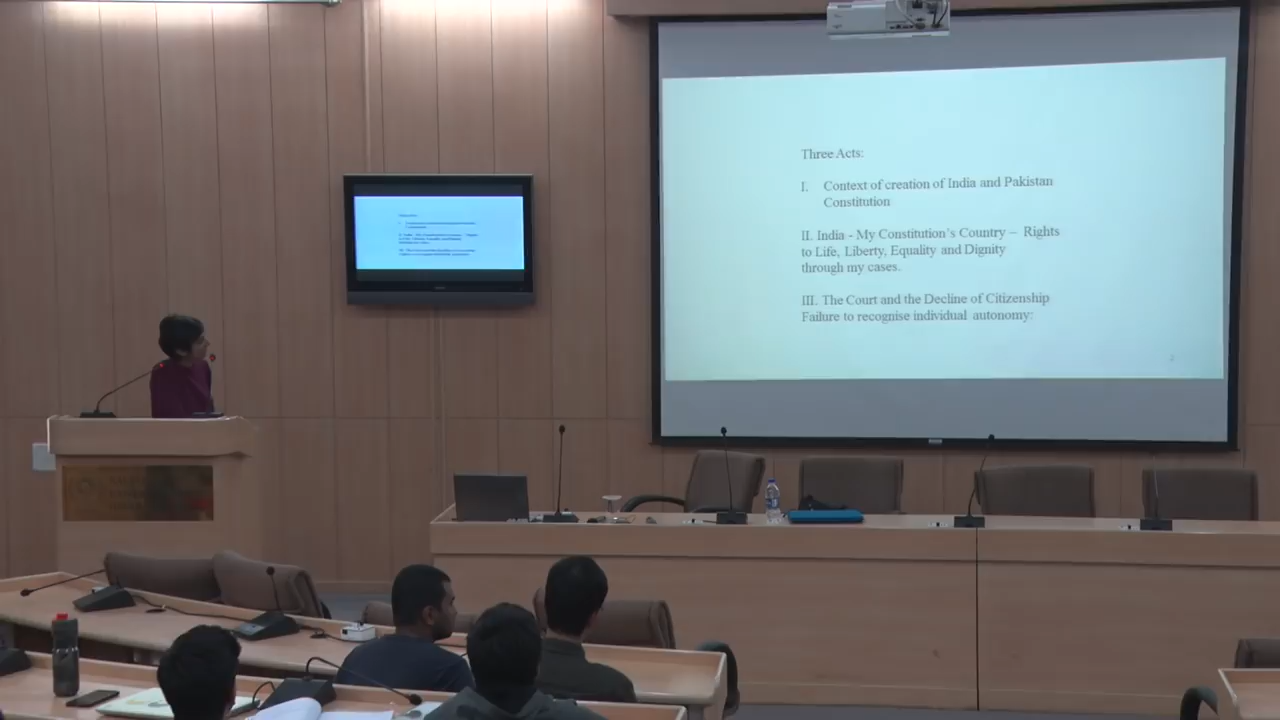 Three Acts:
I. Context of creation of India and Pakistan
Constitution
II. India - My Constitution's Country – Rights
to Life, Liberty, Equality and Dignity
through my cases.
III. The Court and the Decline of Citizenship
Failure to recognise individual autonomy:
2